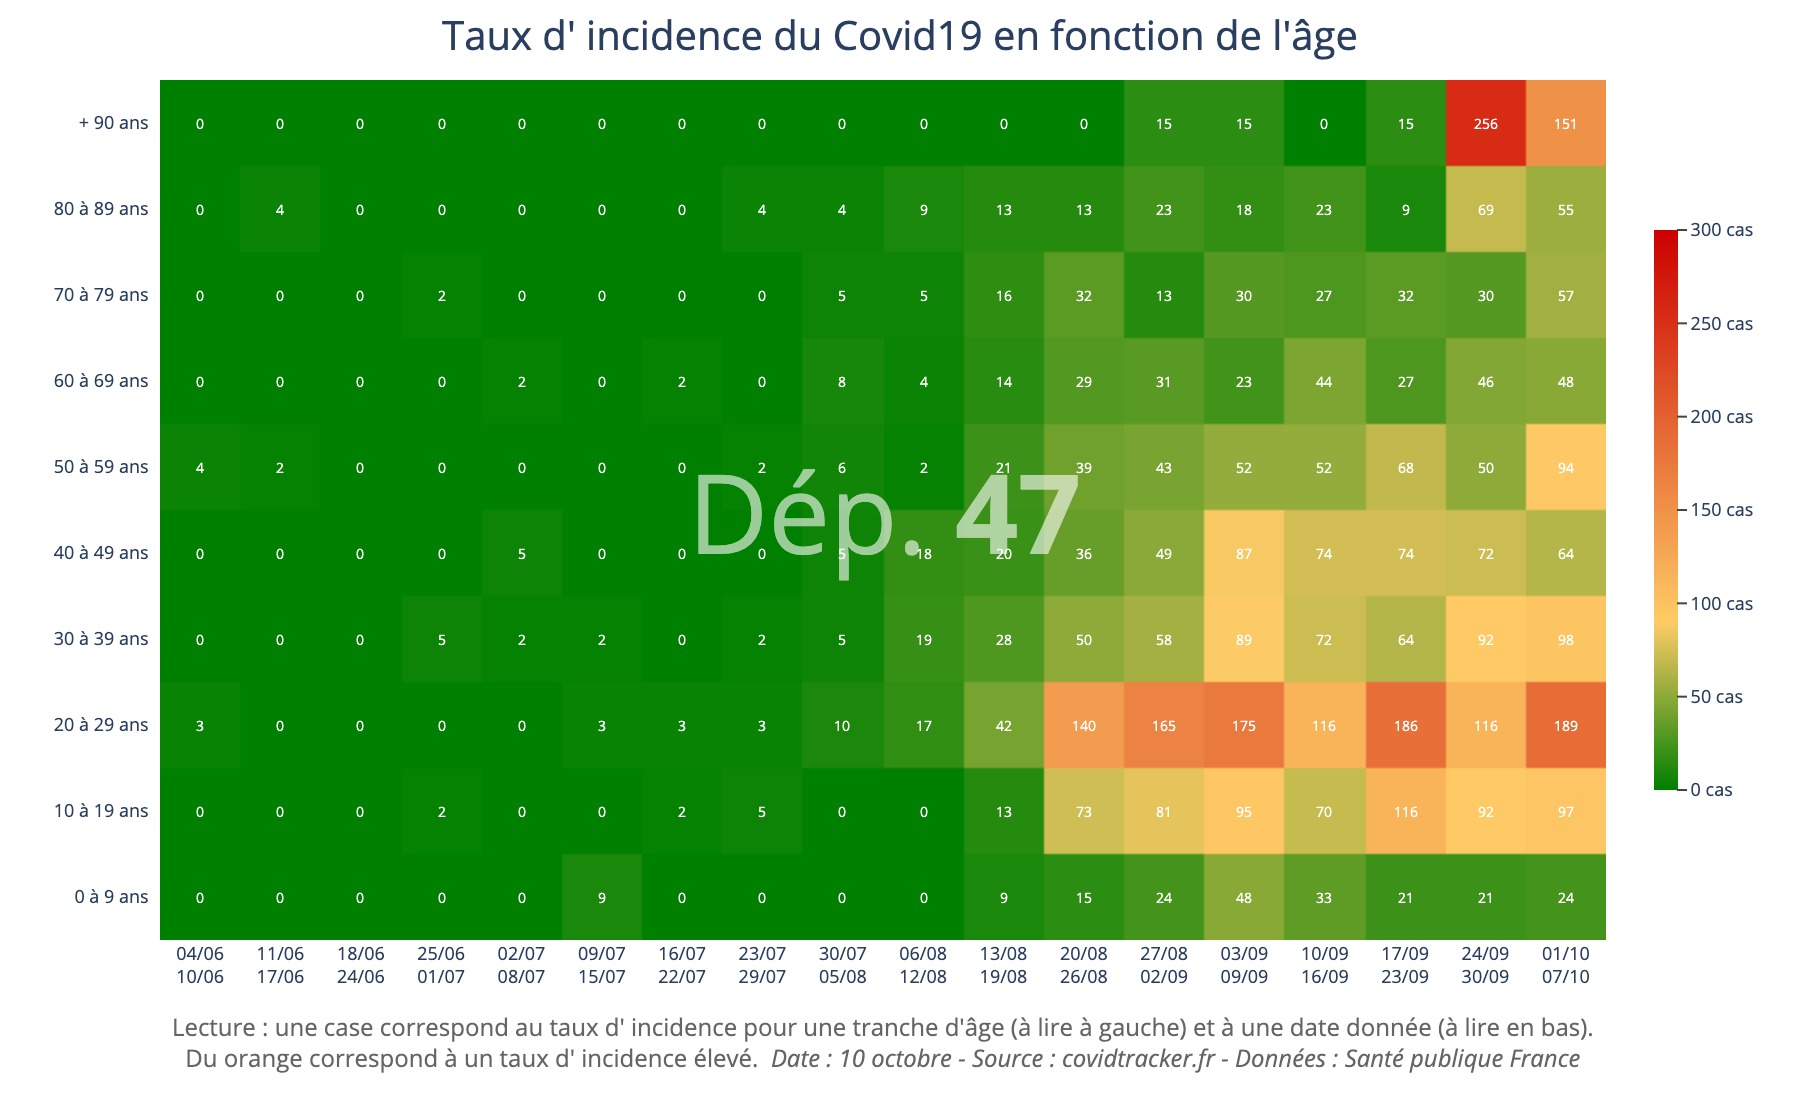 Taux d' incidence du Covid19 en fonction de l'âge
+ 90 ans 0 0 0 0 0 0 0 0 0 0 0 0 15 15 0 15 256 151
80 à 89 ans 0 4 0 0 0 0 0 4 4 9 13 13 23 18 23 9 69 55
300 cas
70 à 79 ans 0 0 0 2 0 0 0 0 5 5 16 32 13 30 27 32 30 57
250 cas
60 à 69 ans 0 0 0 0 2 0 2 0 8 4 14 29 31 23 44 27 46 48
200 cas
50 à 59 ans 4 2 0 0 0 0 0 2 6 2 21 39 43 52 52 68 50 94
150 cas
Dép. 47
40 à 49 ans 0 0 0 0 5 0 0 0 5 18 20 36 49 87 74 74 72 64
100 cas
30 à 39 ans 0 0 0 5 2 2 0 2 5 19 28 50 58 89 72 64 92 98
50 cas
20 à 29 ans 3 0 0 0 0 3 3 3 10 17 42 140 165 175 116 186 116 189
0 cas
10 à 19 ans 0 0 0 2 0 0 2 5 0 0 13 73 81 95 70 116 92 97
0 à 9 ans 0 0 0 0 0 9 0 0 0 0 9 15 24 48 33 21 21 24
04/06 11/06 18/06 25/06 02/07 09/07 16/07 23/07 30/07 06/08 13/08 20/08 27/08 03/09 10/09 17/09 24/09 01/10
10/06 17/06 24/06 01/07 08/07 15/07 22/07 29/07 05/08 12/08 19/08 26/08 02/09 09/09 16/09 23/09 30/09 07/10
Lecture : une case correspond au taux d' incidence pour une tranche d'âge (à lire à gauche) et à une date donnée (à lire en bas).
Du orange correspond à un taux d' incidence élevé. Date : 10 octobre - Source : covidtracker.fr - Données : Santé publique France